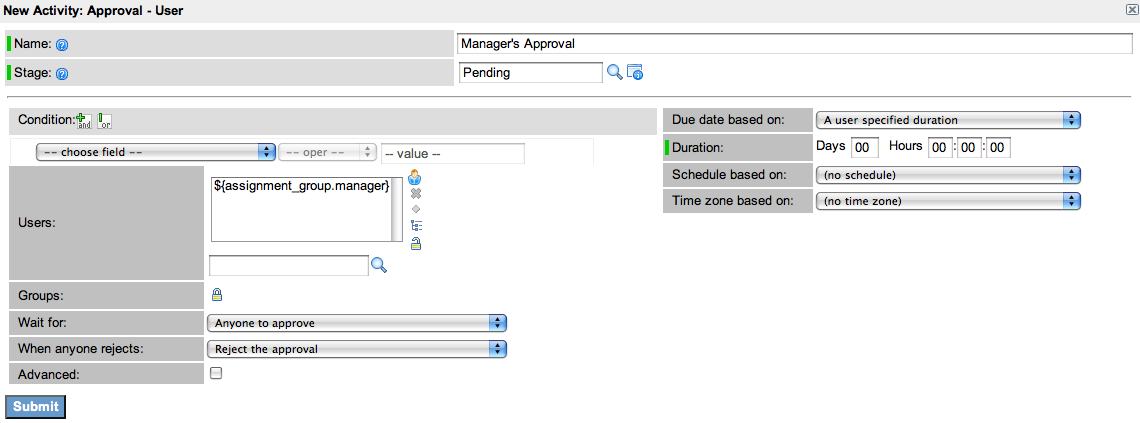 New Activity: Approval - User
Name: Manager's Approval
Stage: Pending
Condition: and or
-- choose field -- -- oper -- -- value --
Users: ${assignment_group.manager}
Groups:
Wait for: Anyone to approve
When anyone rejects: Reject the approval
Advanced:
Due date based on: A user specified duration
Duration: Days 00 Hours 00 : 00 : 00
Schedule based on: (no schedule)
Time zone based on: (no time zone)
Submit